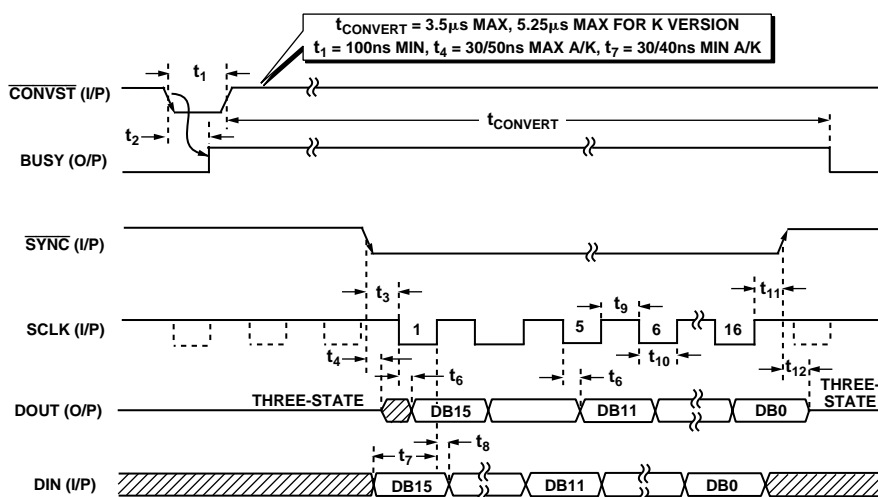 tCONVERT = 3.5µs MAX, 5.25µs MAX FOR K VERSION
t1 = 100ns MIN, t4 = 30/50ns MAX A/K, t7 = 30/40ns MIN A/K
t1
CONVST (I/P)
t2
tCONVERT
BUSY (O/P)
SYNC (I/P)
t3
t9
t11
SCLK (I/P)
1
5
6
16
t4
t6
t6
t10
t12
THREE-STATE
DOUT (O/P)
DB15
DB11
DB0
THREE-
STATE
t7
t8
DIN (I/P)
DB15
DB11
DB0